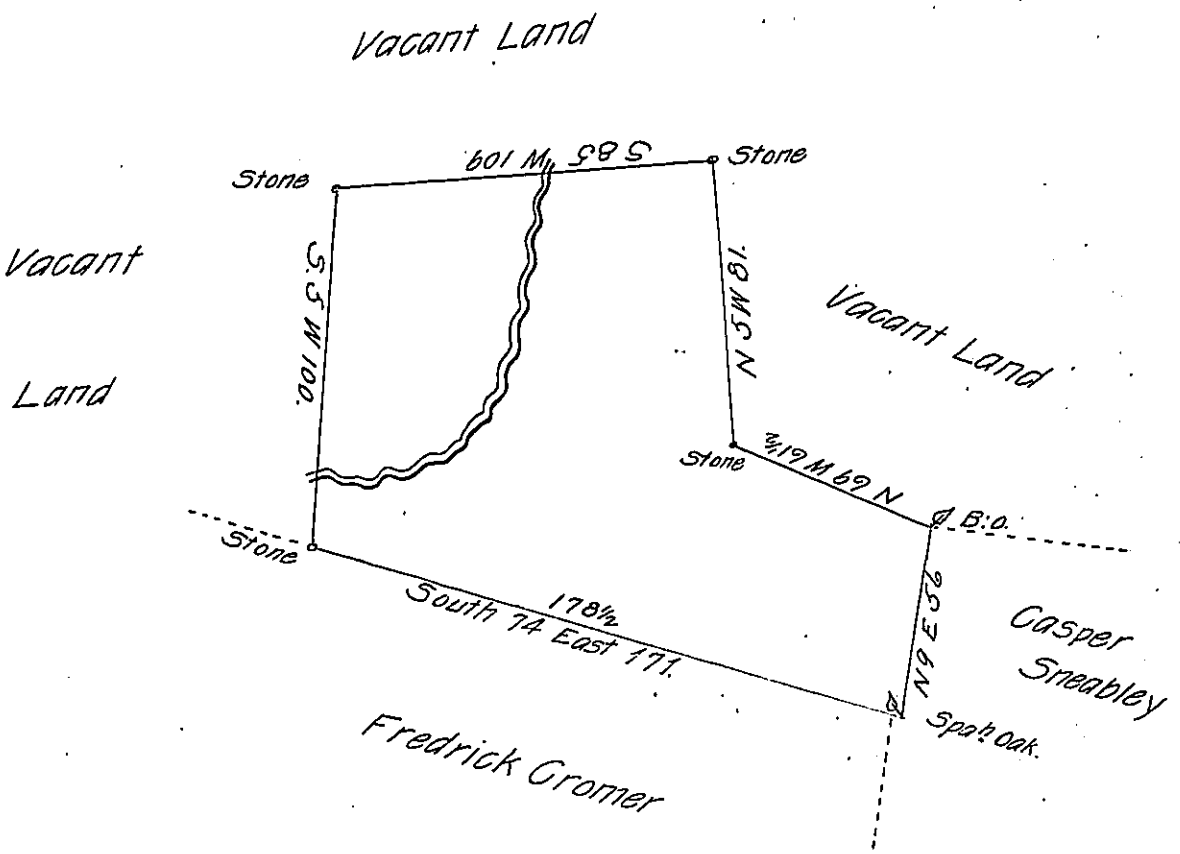 Vacant Land
S 85 W 109
Stone
Stone
Vacant
Land
S. 5 W 100.
N 5 W 81
Vacant Land
Stone
N 69 W 61½
B:O.
Stone
178½
South 74 East 171.
N 9 E 56
Casper
Sneabley
Span Oak.
Fredrick Cromer